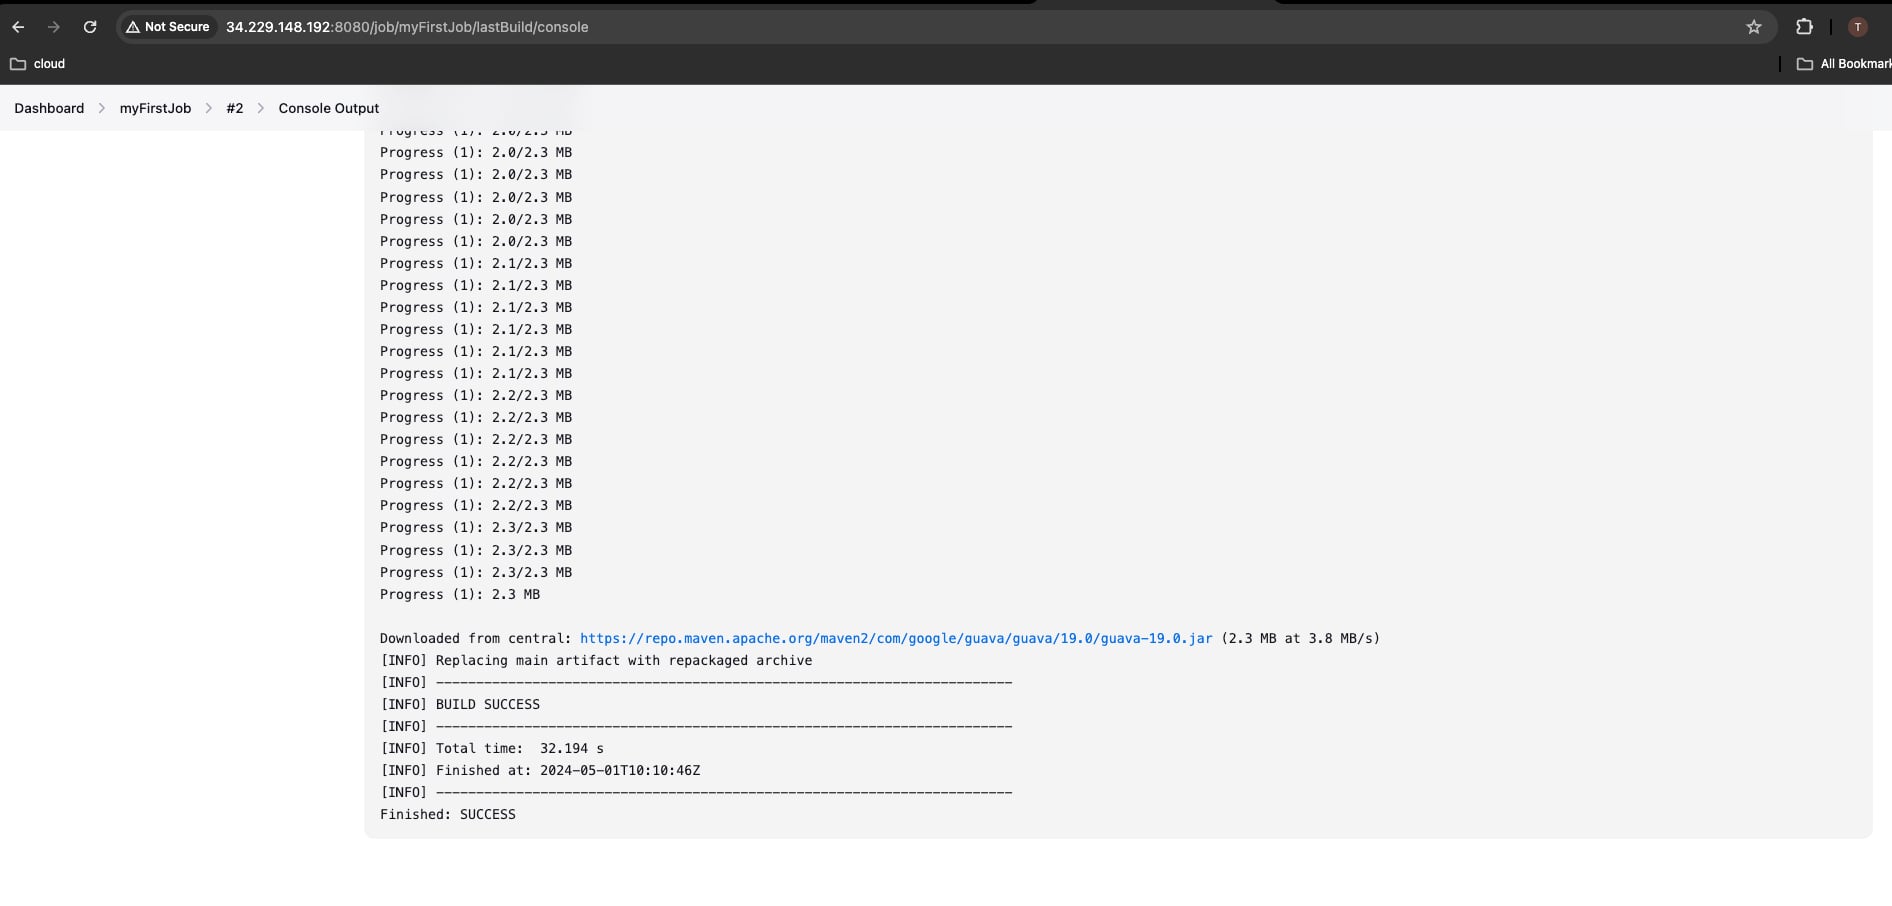 Not Secure 34.229.148.192:8080/job/myFirstJob/lastBuild/console T
cloud All Bookmark
Dashboard myFirstJob #2 Console Output
Progress (1): 2.0/2.3 MB
Progress (1): 2.0/2.3 MB
Progress (1): 2.0/2.3 MB
Progress (1): 2.0/2.3 MB
Progress (1): 2.0/2.3 MB
Progress (1): 2.0/2.3 MB
Progress (1): 2.1/2.3 MB
Progress (1): 2.1/2.3 MB
Progress (1): 2.1/2.3 MB
Progress (1): 2.1/2.3 MB
Progress (1): 2.1/2.3 MB
Progress (1): 2.1/2.3 MB
Progress (1): 2.2/2.3 MB
Progress (1): 2.2/2.3 MB
Progress (1): 2.2/2.3 MB
Progress (1): 2.2/2.3 MB
Progress (1): 2.2/2.3 MB
Progress (1): 2.2/2.3 MB
Progress (1): 2.3/2.3 MB
Progress (1): 2.3/2.3 MB
Progress (1): 2.3/2.3 MB
Progress (1): 2.3 MB
Downloaded from central: https://repo.maven.apache.org/maven2/com/google/guava/guava/19.0/guava-19.0.jar (2.3 MB at 3.8 MB/s)
[INFO] Replacing main artifact with repackaged archive
[INFO] ------------------------------------------------------------------------
[INFO] BUILD SUCCESS
[INFO] ------------------------------------------------------------------------
[INFO] Total time:  32.194 s
[INFO] Finished at: 2024-05-01T10:10:46Z
[INFO] ------------------------------------------------------------------------
Finished: SUCCESS